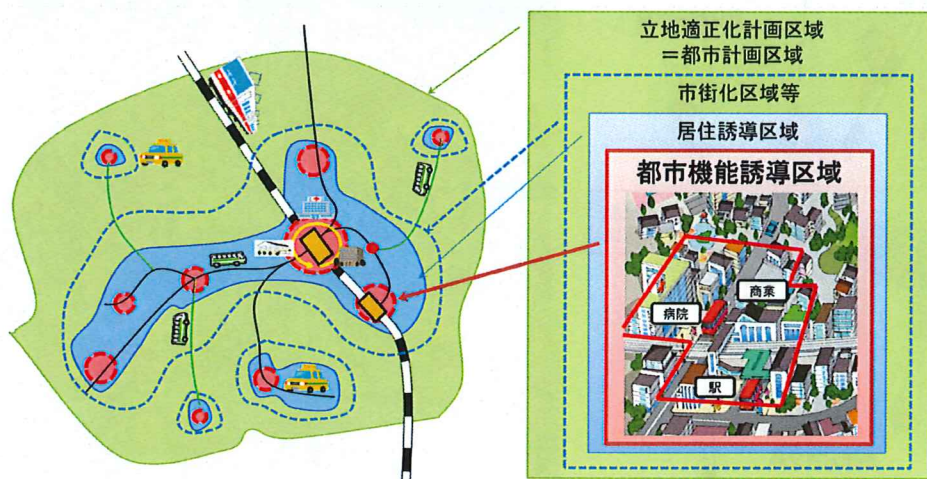 立地適正化計画区域
＝都市計画区域
市街化区域等
居住誘導区域
都市機能誘導区域
商業
病院
駅